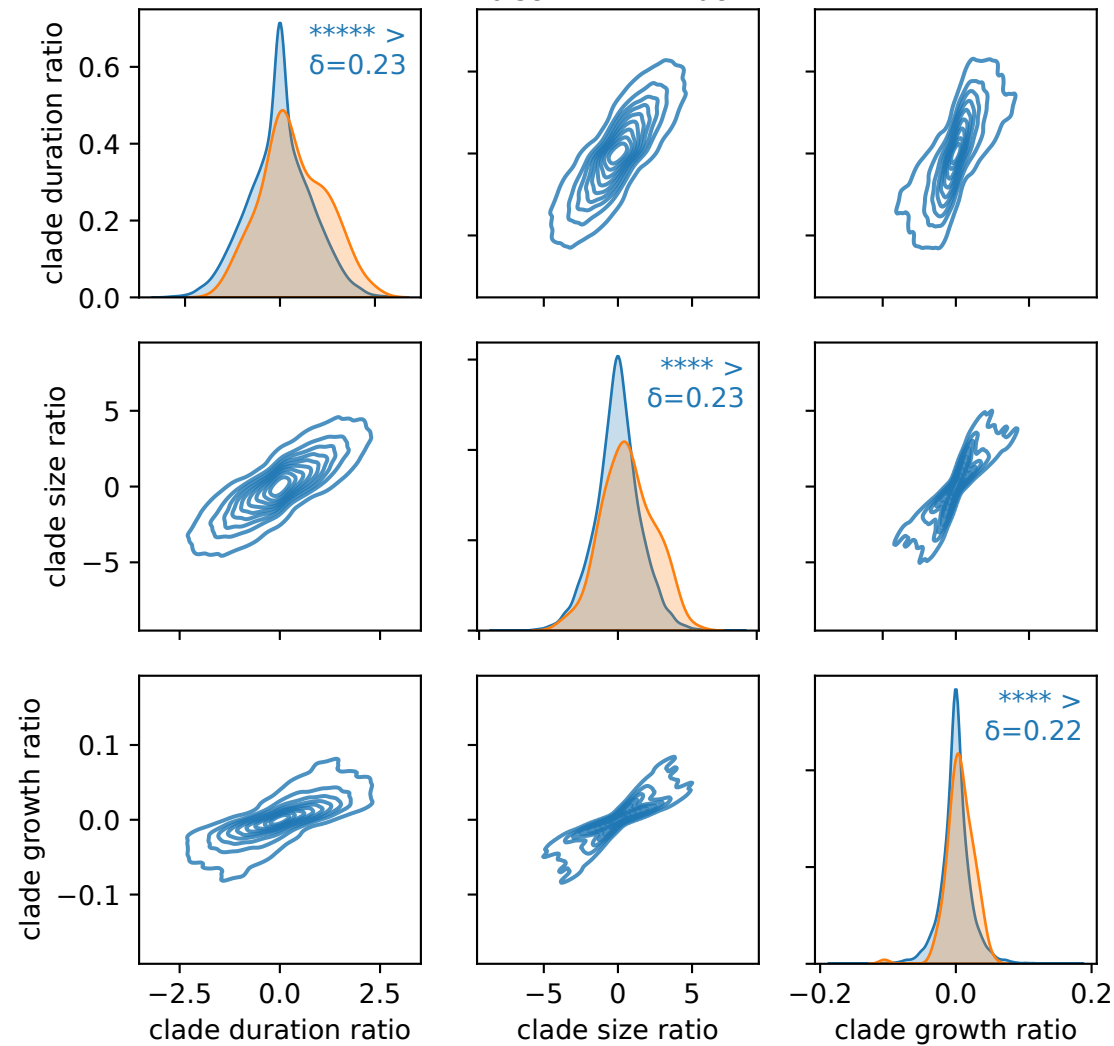 clade duration ratio
0.6
0.4
0.2
0.0
***** >
δ=0.23
clade size ratio
5
0
−5
**** >
δ=0.23
clade growth ratio
0.1
0.0
−0.1
**** >
δ=0.22
−2.5 0.0 2.5
−5 0 5
−0.2 0.0 0.2
clade duration ratio
clade size ratio
clade growth ratio